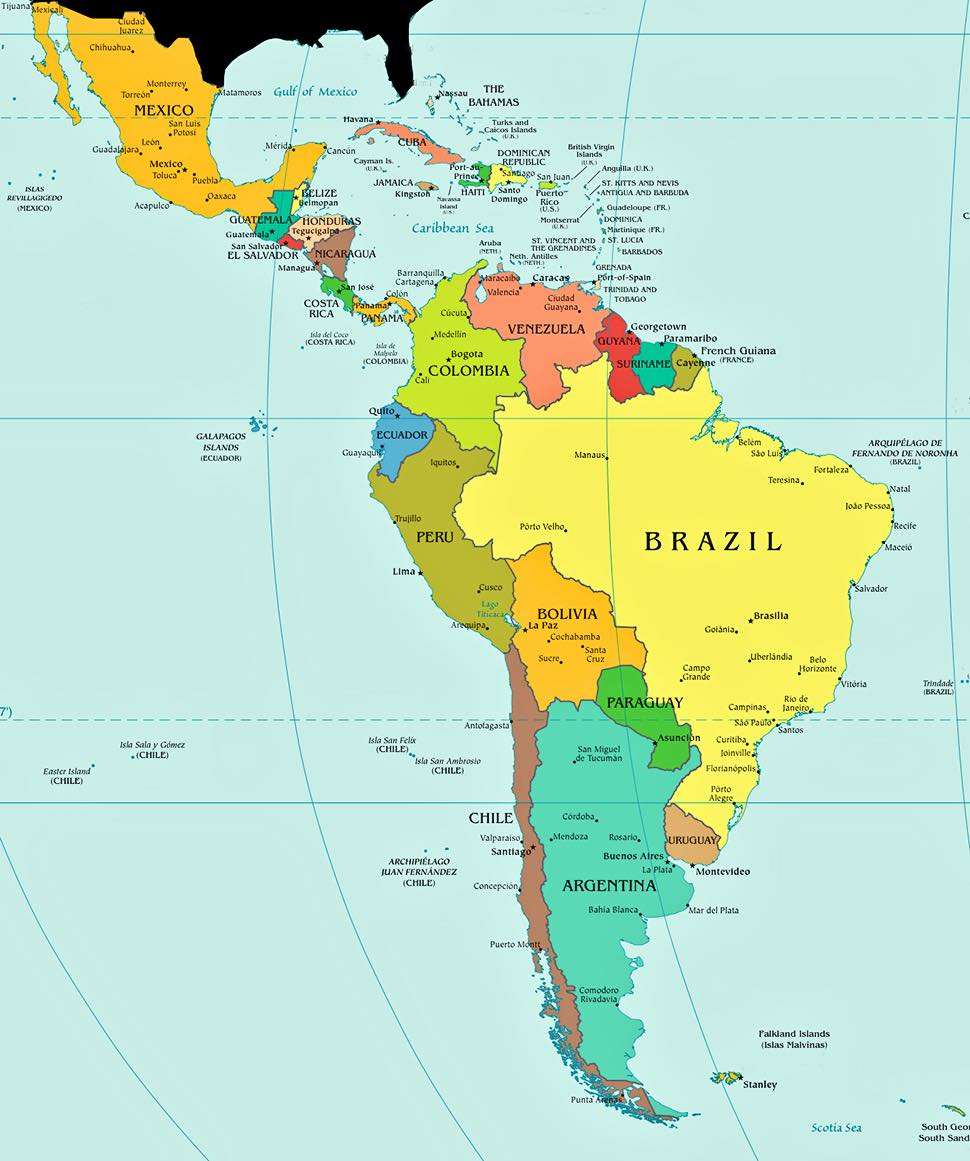 Tijuana
Mexicali
Ciudad
Juarez
Chihuahua
Monterrey
Torreón
Matamoros
MEXICO
San Luis
Potosi
León
Guadalajara
Mexico
Toluca
Puebla
Acapulco
Oaxaca
Mérida
Cancún
ISLAS
REVILLAGIGEDO
(MEXICO)
Gulf of Mexico
Nassau
THE
BAHAMAS
Havana
CUBA
Turks and
Caicos Islands
(U.K.)
Cayman Is.
(U.K.)
DOMINICAN
REPUBLIC
British Virgin
Islands
(U.K.)
Port-au-
Prince
Santiago
San Juan
Anguilla (U.K.)
JAMAICA
Kingston
HAITI
Santo
Domingo
Puerto
Rico
(U.S.)
ST. KITTS AND NEVIS
ANTIGUA AND BARBUDA
Navassa
Island
(U.S.)
Montserrat
(U.K.)
Guadeloupe (FR.)
DOMINICA
Martinique (FR.)
ST. LUCIA
BARBADOS
ST. VINCENT AND
THE GRENADINES
Caribbean Sea
Aruba
(NETH.)
Neth. Antilles
(NETH.)
GRENADA
Port-of-Spain
TRINIDAD AND
TOBAGO
BELIZE
Belmopan
GUATEMALA
Guatemala
HONDURAS
Tegucigalpa
San Salvador
EL SALVADOR
NICARAGUA
Managua
San José
COSTA
RICA
Colón
Panama
PANAMA
Isla del Coco
(COSTA RICA)
Isla de
Malpelo
(COLOMBIA)
Barranquilla
Cartagena
Maracaibo
Caracas
Valencia
Ciudad
Guayana
Cúcuta
VENEZUELA
Medellín
Bogota
COLOMBIA
Cali
Georgetown
GUYANA
Paramaribo
SURINAME
French Guiana
(FRANCE)
Cayenne
Quito
ECUADOR
Guayaquil
GALAPAGOS
ISLANDS
(ECUADOR)
Iquitos
Manaus
Belém
São Luís
Fortaleza
Teresina
ARQUIPÉLAGO DE
FERNANDO DE NORONHA
(BRAZIL)
Natal
João Pessoa
Recife
Maceió
Trujillo
PERU
Pôrto Velho
BRAZIL
Lima
Cusco
Salvador
Lago
Titicaca
Arequipa
BOLIVIA
La Paz
Cochabamba
Santa
Cruz
Sucre
Brasília
Goiânia
Uberlândia
Belo
Horizonte
Campo
Grande
Vitória
Trindade
(BRAZIL)
PARAGUAY
Asunción
Campinas
Rio de
Janeiro
São Paulo
Santos
Curitiba
Joinville
Florianópolis
Pôrto
Alegre
7')
Antofagasta
Isla Sala y Gómez
(CHILE)
Easter Island
(CHILE)
Isla San Felix
(CHILE)
Isla San Ambrosio
(CHILE)
San Miguel
de Tucumán
CHILE
Córdoba
Valparaíso
Mendoza
Rosario
URUGUAY
Santiago
Buenos Aires
La Plata
Montevideo
ARCHIPIÉLAGO
JUAN FERNÁNDEZ
(CHILE)
Concepción
ARGENTINA
Bahia Blanca
Mar del Plata
Puerto Montt
Comodoro
Rivadavia
Falkland Islands
(Islas Malvinas)
Stanley
Punta Arenas
Scotia Sea
South Geor
South Sand